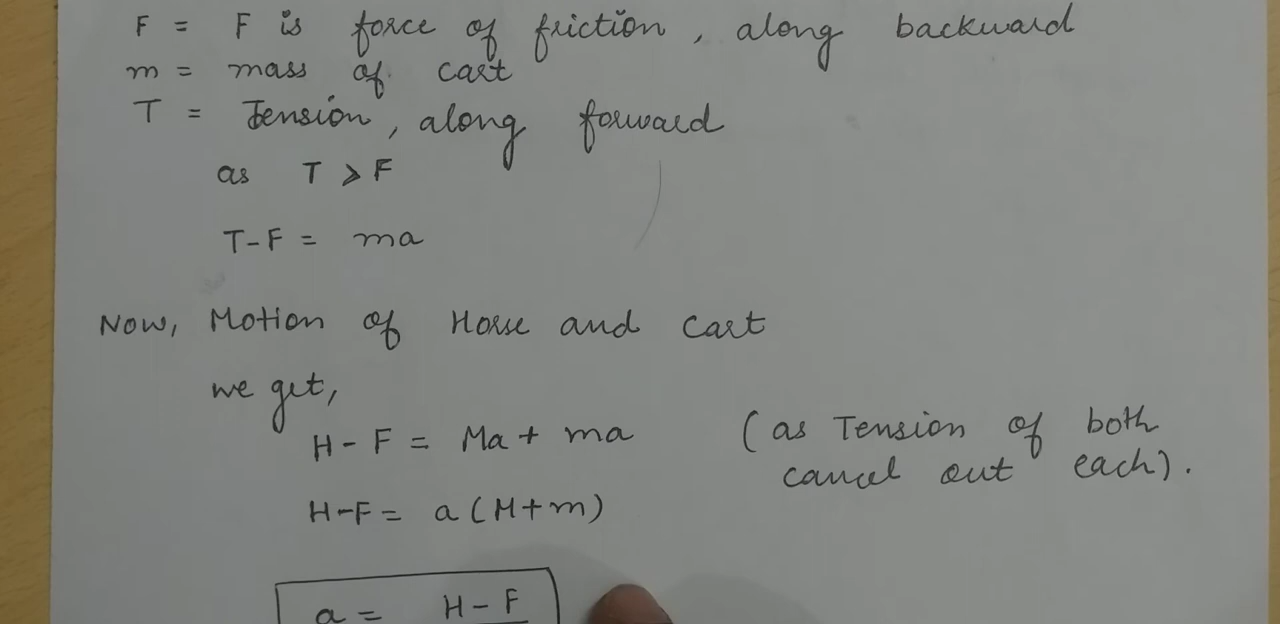 F = F is force of friction, along backward
m = mass of cart
T = Tension, along forward
as T > F
T-F = ma
Now, Motion of Horse and Cart
we get,
H-F = Ma + ma (as Tension of both
cancel out each).
H-F = a (M+m)
a = H-F